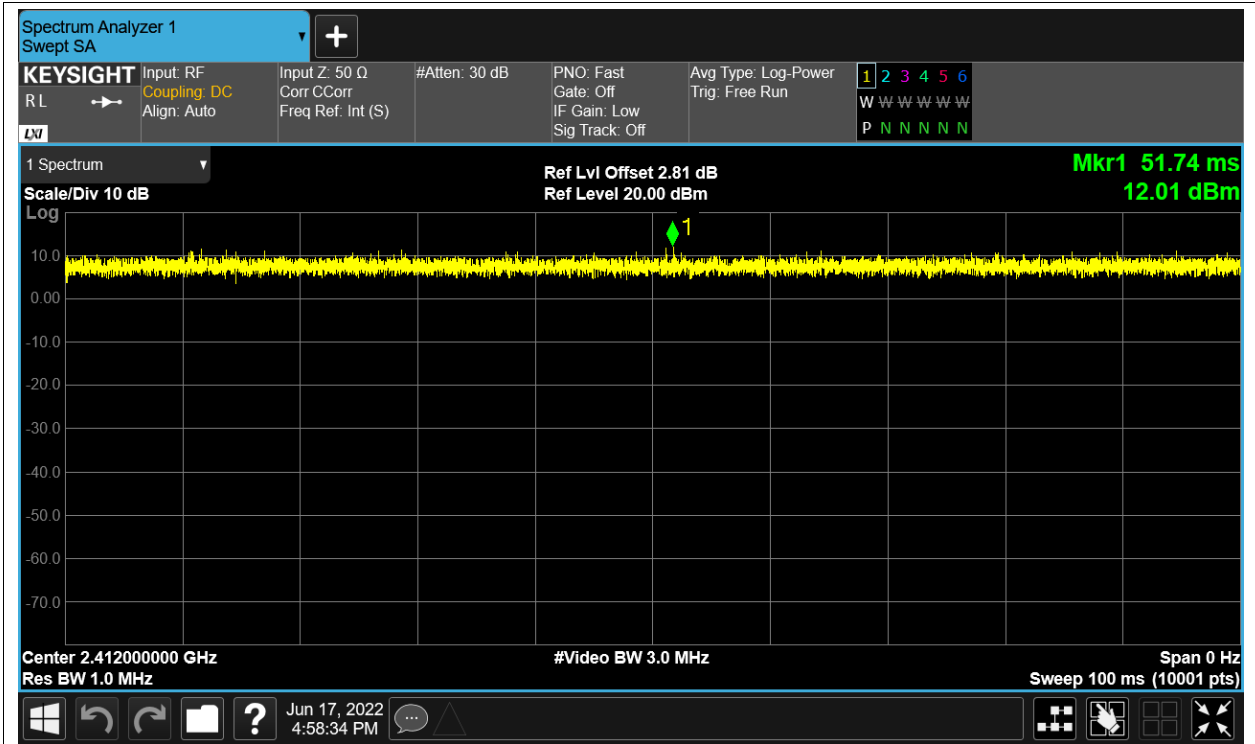 Spectrum Analyzer 1
Swept SA
+
KEYSIGHT
R L
LXI
Input: RF
Coupling: DC
Align: Auto
Input Z: 50 Ω
Corr CCorr
Freq Ref: Int (S)
#Atten: 30 dB
PNO: Fast
Gate: Off
IF Gain: Low
Sig Track: Off
Avg Type: Log-Power
Trig: Free Run
1 2 3 4 5 6
W W W W W W
P N N N N N
1 Spectrum
Scale/Div 10 dB
Ref Lvl Offset 2.81 dB
Ref Level 20.00 dBm
Mkr1 51.74 ms
12.01 dBm
Log
1
10.0
0.00
-10.0
-20.0
-30.0
-40.0
-50.0
-60.0
-70.0
Center 2.412000000 GHz
Res BW 1.0 MHz
#Video BW 3.0 MHz
Span 0 Hz
Sweep 100 ms (10001 pts)
?
Jun 17, 2022
4:58:34 PM